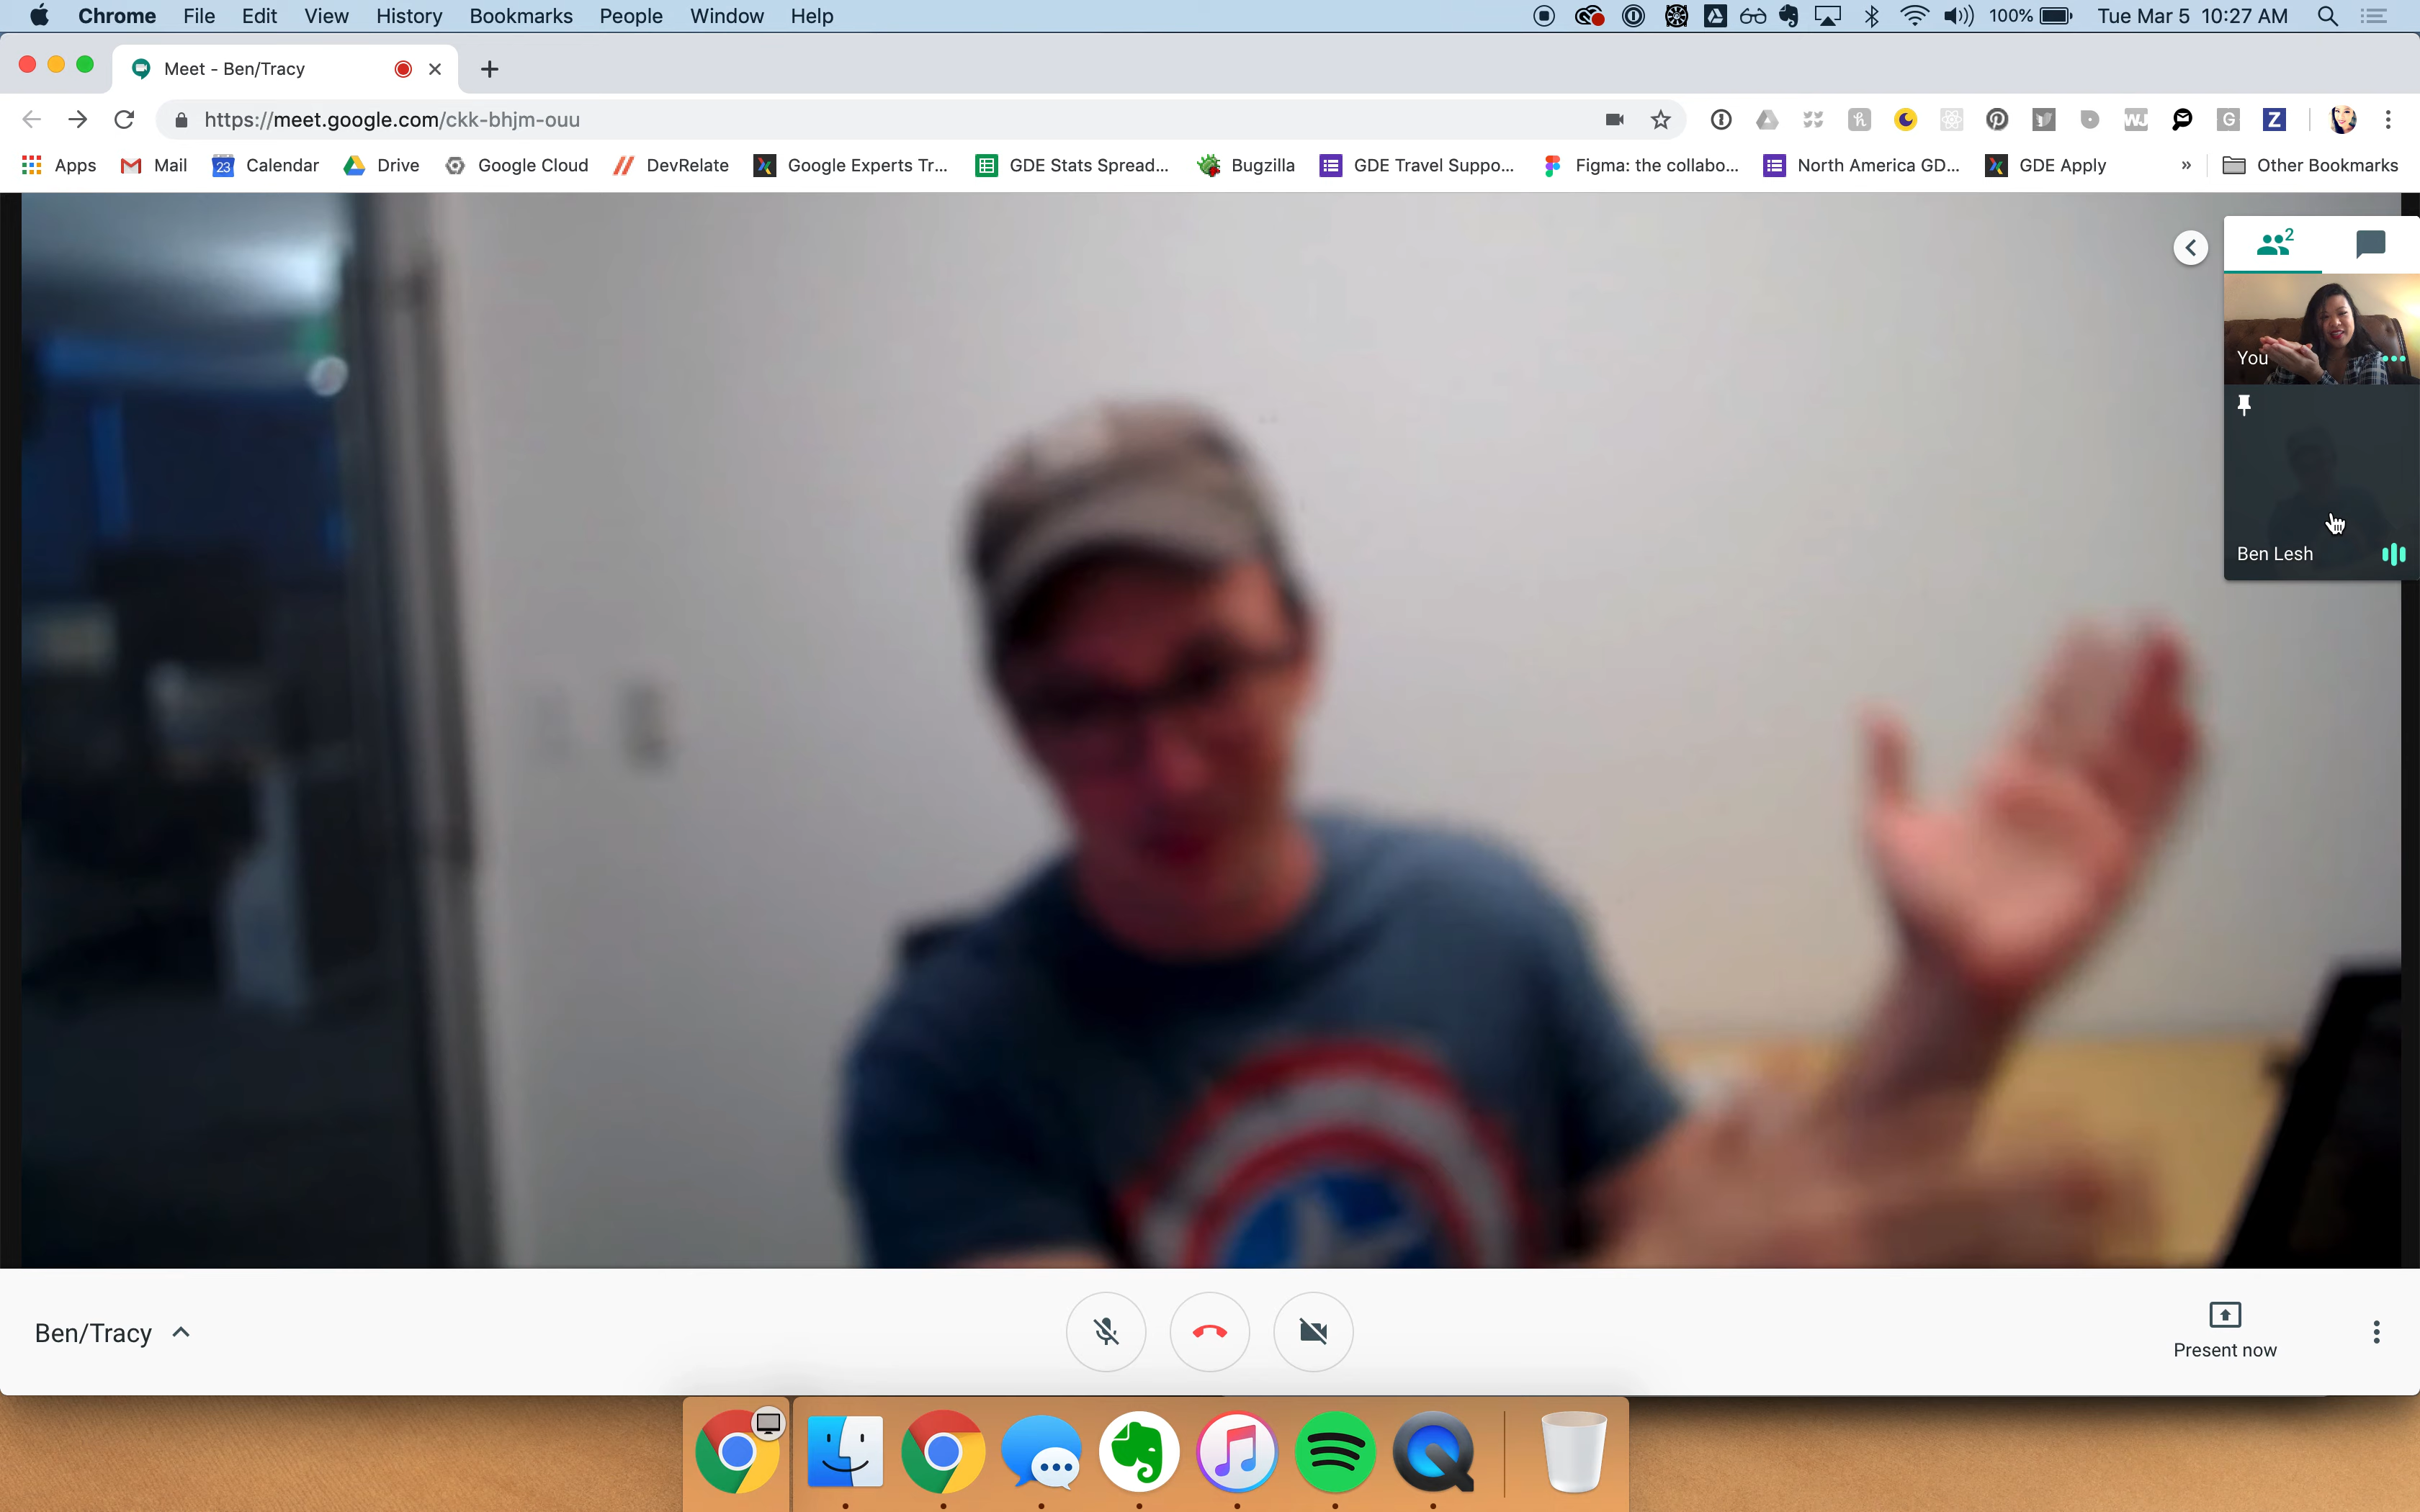 Chrome File Edit View History Bookmarks People Window Help 100% Tue Mar 5 10:27 AM
Meet - Ben/Tracy
https://meet.google.com/ckk-bhjm-ouu
Apps Mail 23 Calendar Drive Google Cloud DevRelate Google Experts Tr... GDE Stats Spread... Bugzilla GDE Travel Suppo... Figma: the collabo... North America GD... GDE Apply » Other Bookmarks
2
You
Ben Lesh
Ben/Tracy
Present now